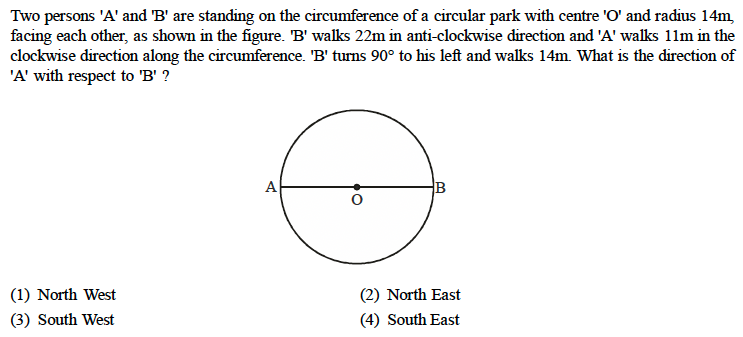 Two persons 'A' and 'B' are standing on the circumference of a circular park with centre 'O' and radius 14m,
facing each other, as shown in the figure. 'B' walks 22m in anti-clockwise direction and 'A' walks 11m in the
clockwise direction along the circumference. 'B' turns 90° to his left and walks 14m. What is the direction of
'A' with respect to 'B' ?
A
B
O
(1) North West
(2) North East
(3) South West
(4) South East